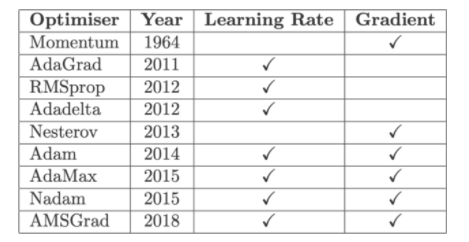 Optimiser Year Learning Rate Gradient
Momentum 1964 ✓
AdaGrad 2011 ✓
RMSprop 2012 ✓
Adadelta 2012 ✓
Nesterov 2013 ✓
Adam 2014 ✓ ✓
AdaMax 2015 ✓ ✓
Nadam 2015 ✓ ✓
AMSGrad 2018 ✓ ✓